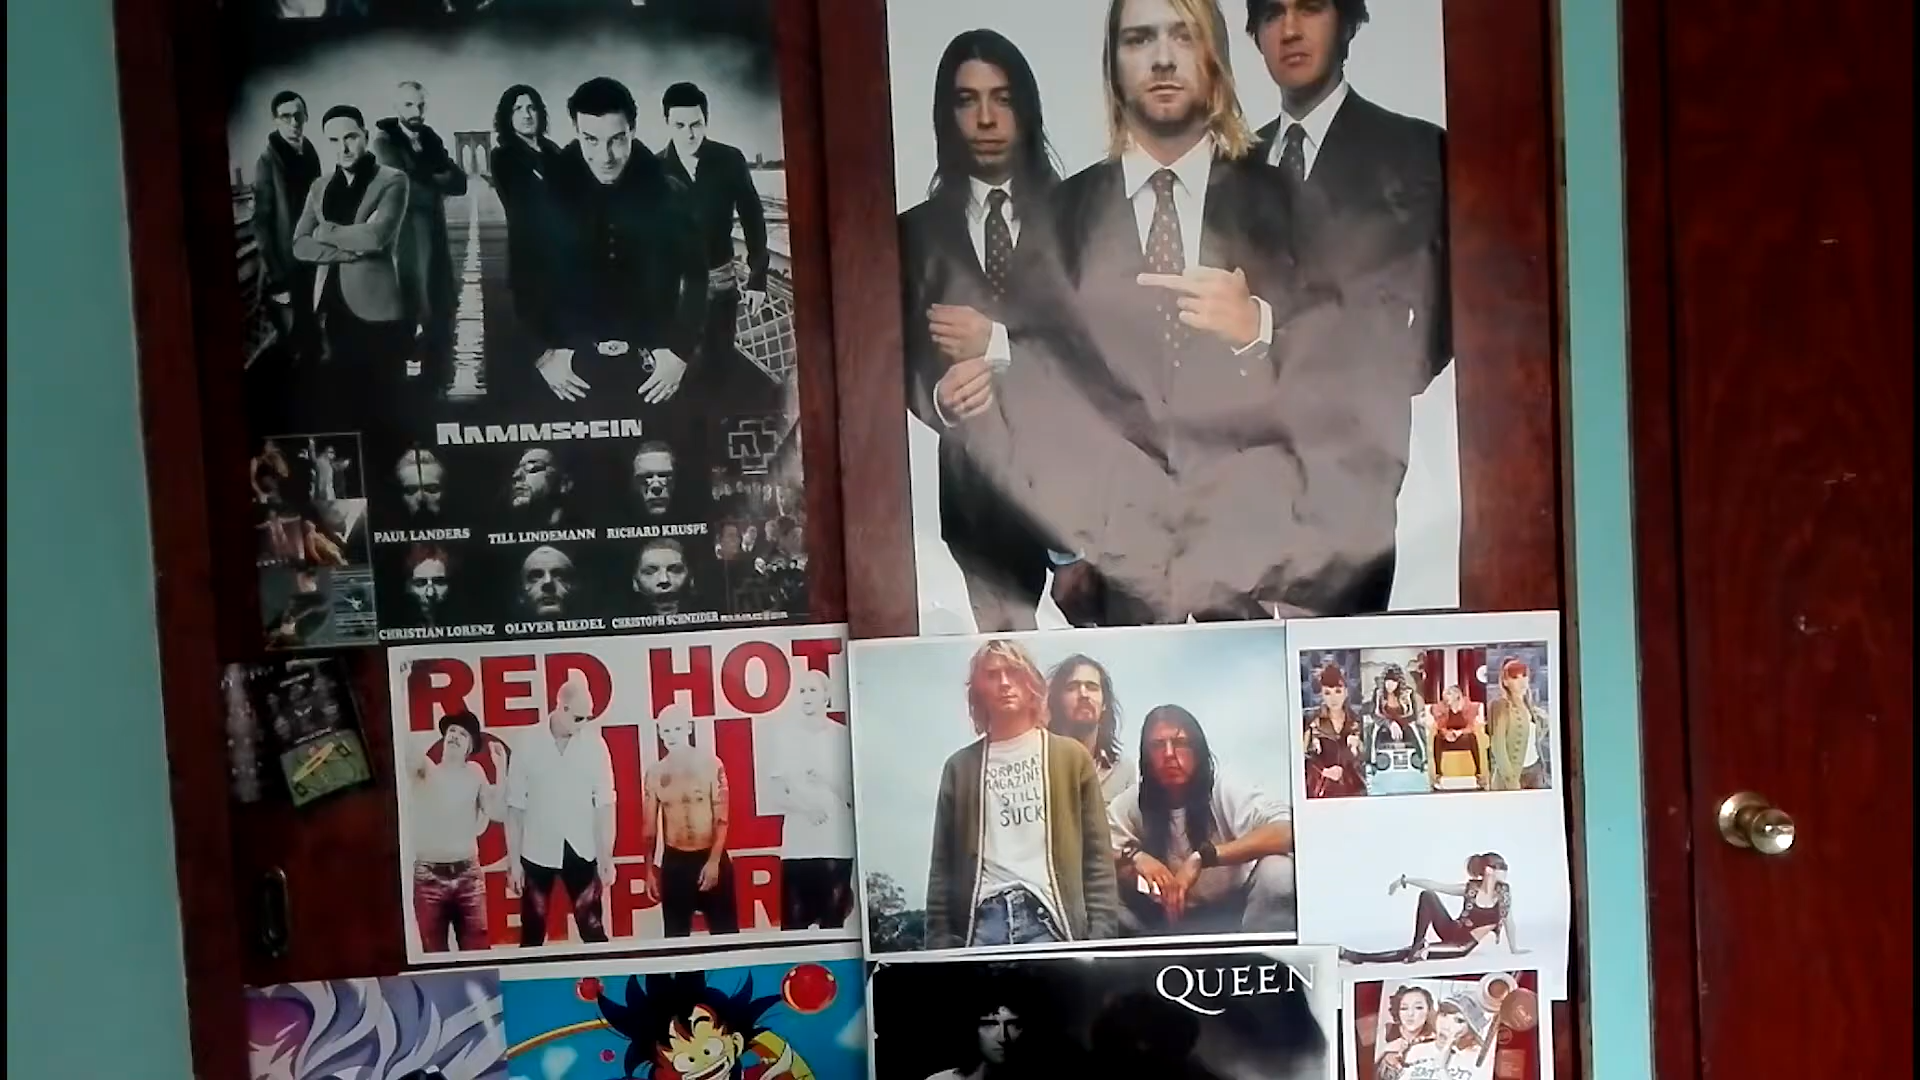 RAMMSTEIN
PAUL LANDERS
TILL LINDEMANN
RICHARD KRUSPE
CHRISTIAN LORENZ
OLIVER RIEDEL
CHRISTOPH SCHNEIDER
RED HOT
CORPORATE
MAGAZINES
STILL
SUCK
QUEEN